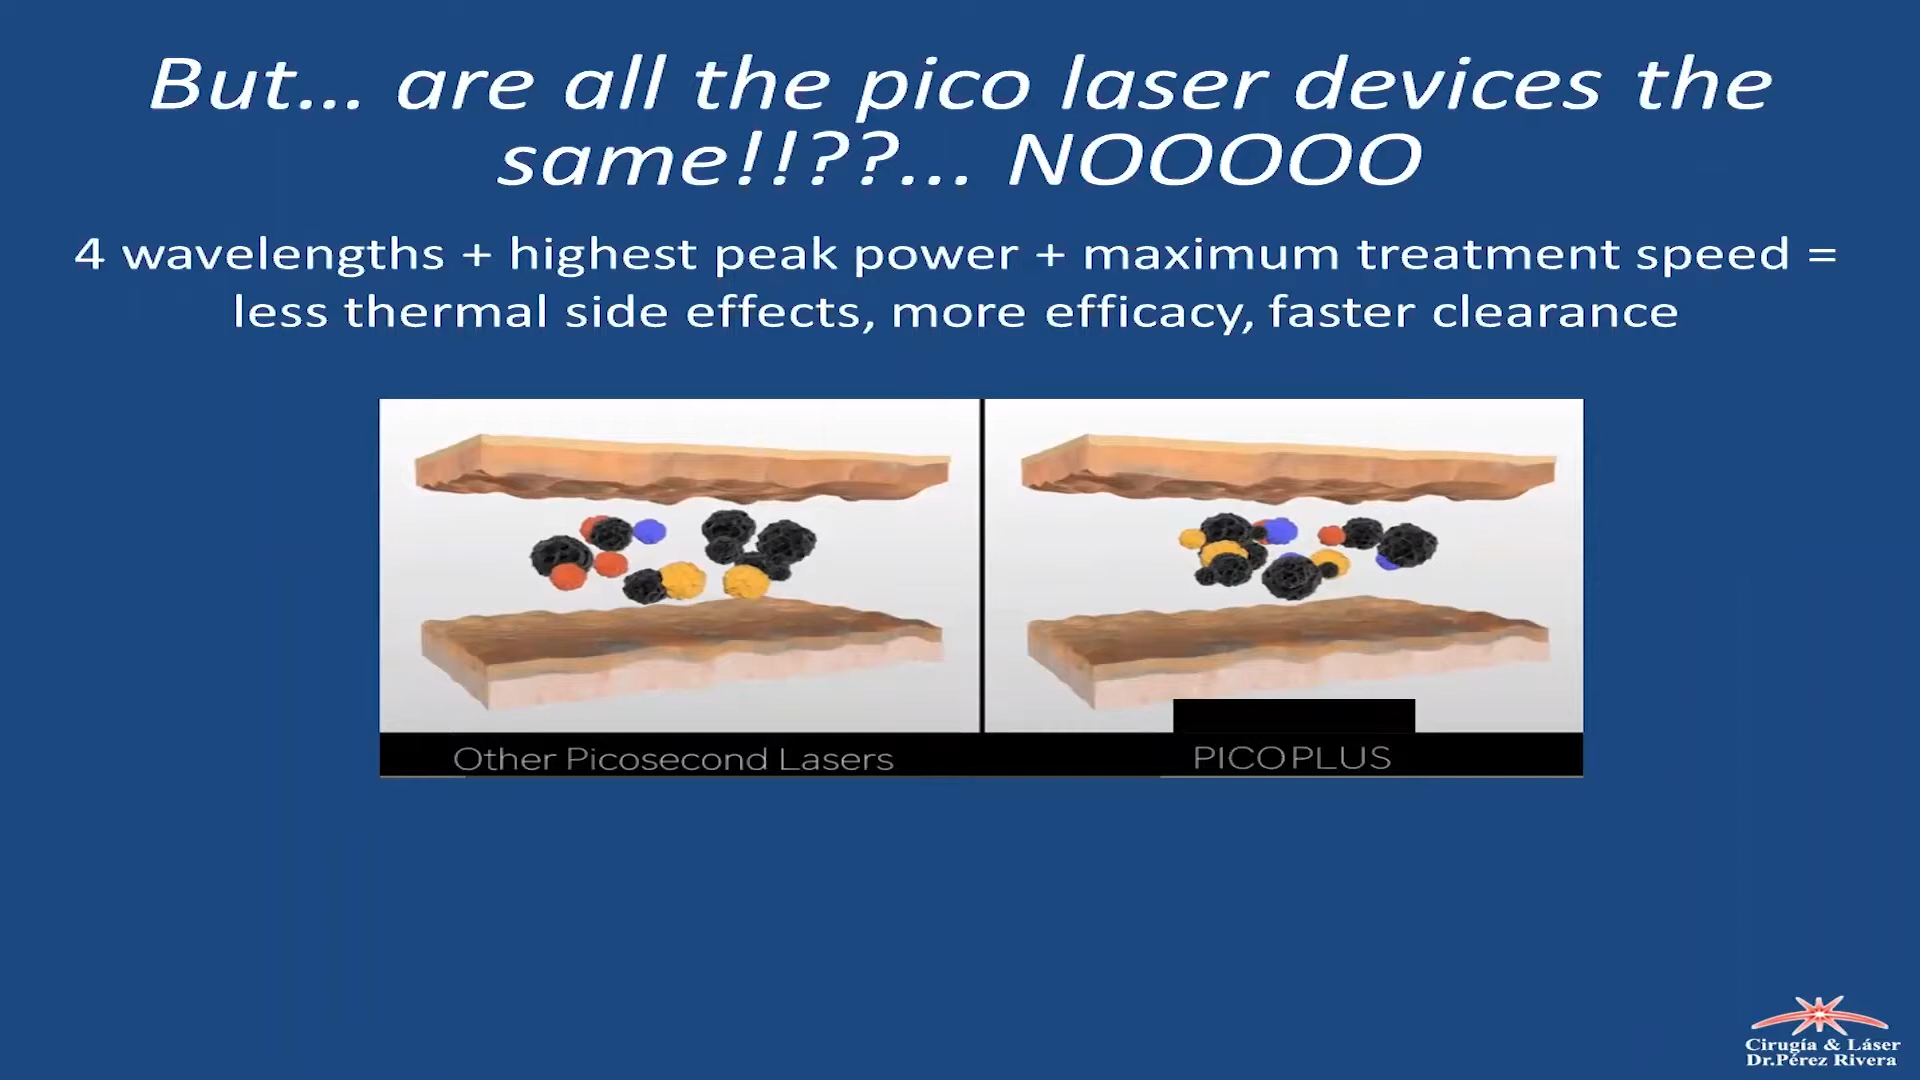 But... are all the pico laser devices the
same!!??... NOOOOO
4 wavelengths + highest peak power + maximum treatment speed =
less thermal side effects, more efficacy, faster clearance
Other Picosecond Lasers
PICOPLUS
Cirugía & Láser
Dr.Pérez Rivera